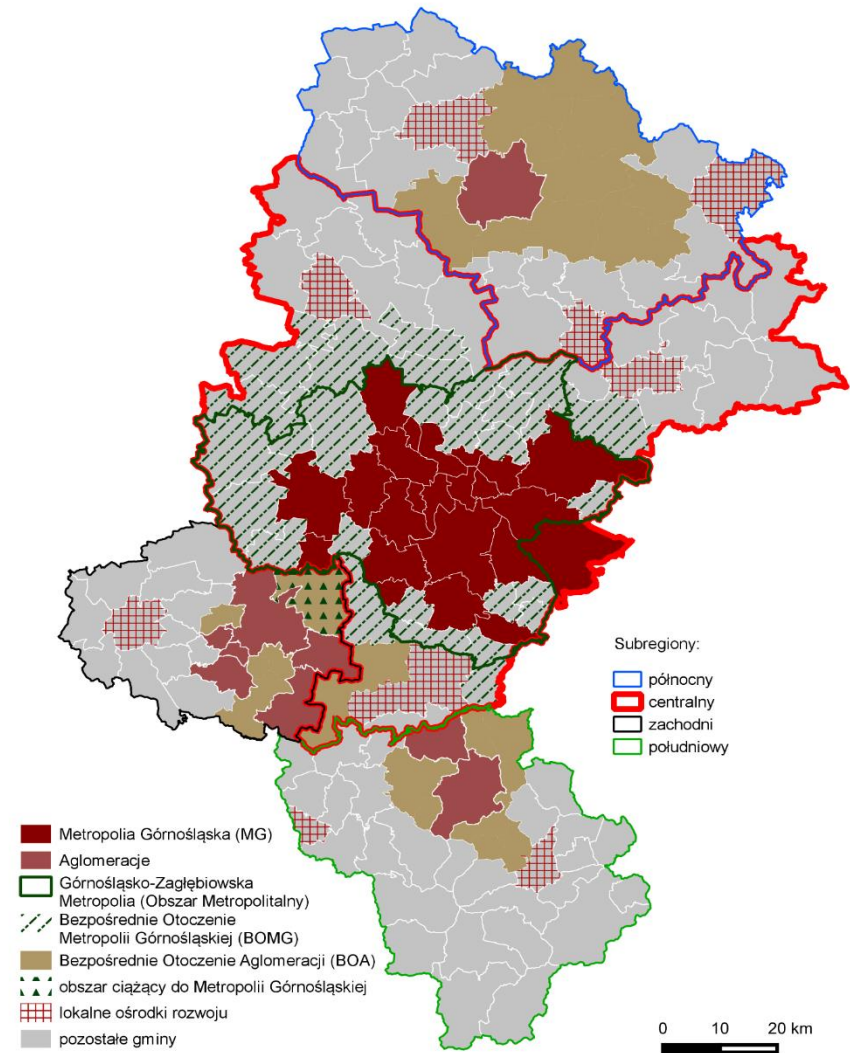 Subregiony:
północny
centralny
zachodni
południowy
Metropolia Górnośląska (MG)
Aglomeracje
Górnośląsko-Zagłębiowska
Metropolia (Obszar Metropolitalny)
Bezpośrednie Otoczenie
Metropolii Górnośląskiej (BOMG)
Bezpośrednie Otoczenie Aglomeracji (BOA)
obszar ciążący do Metropolii Górnośląskiej
lokalne ośrodki rozwoju
pozostałe gminy
0 10 20 km